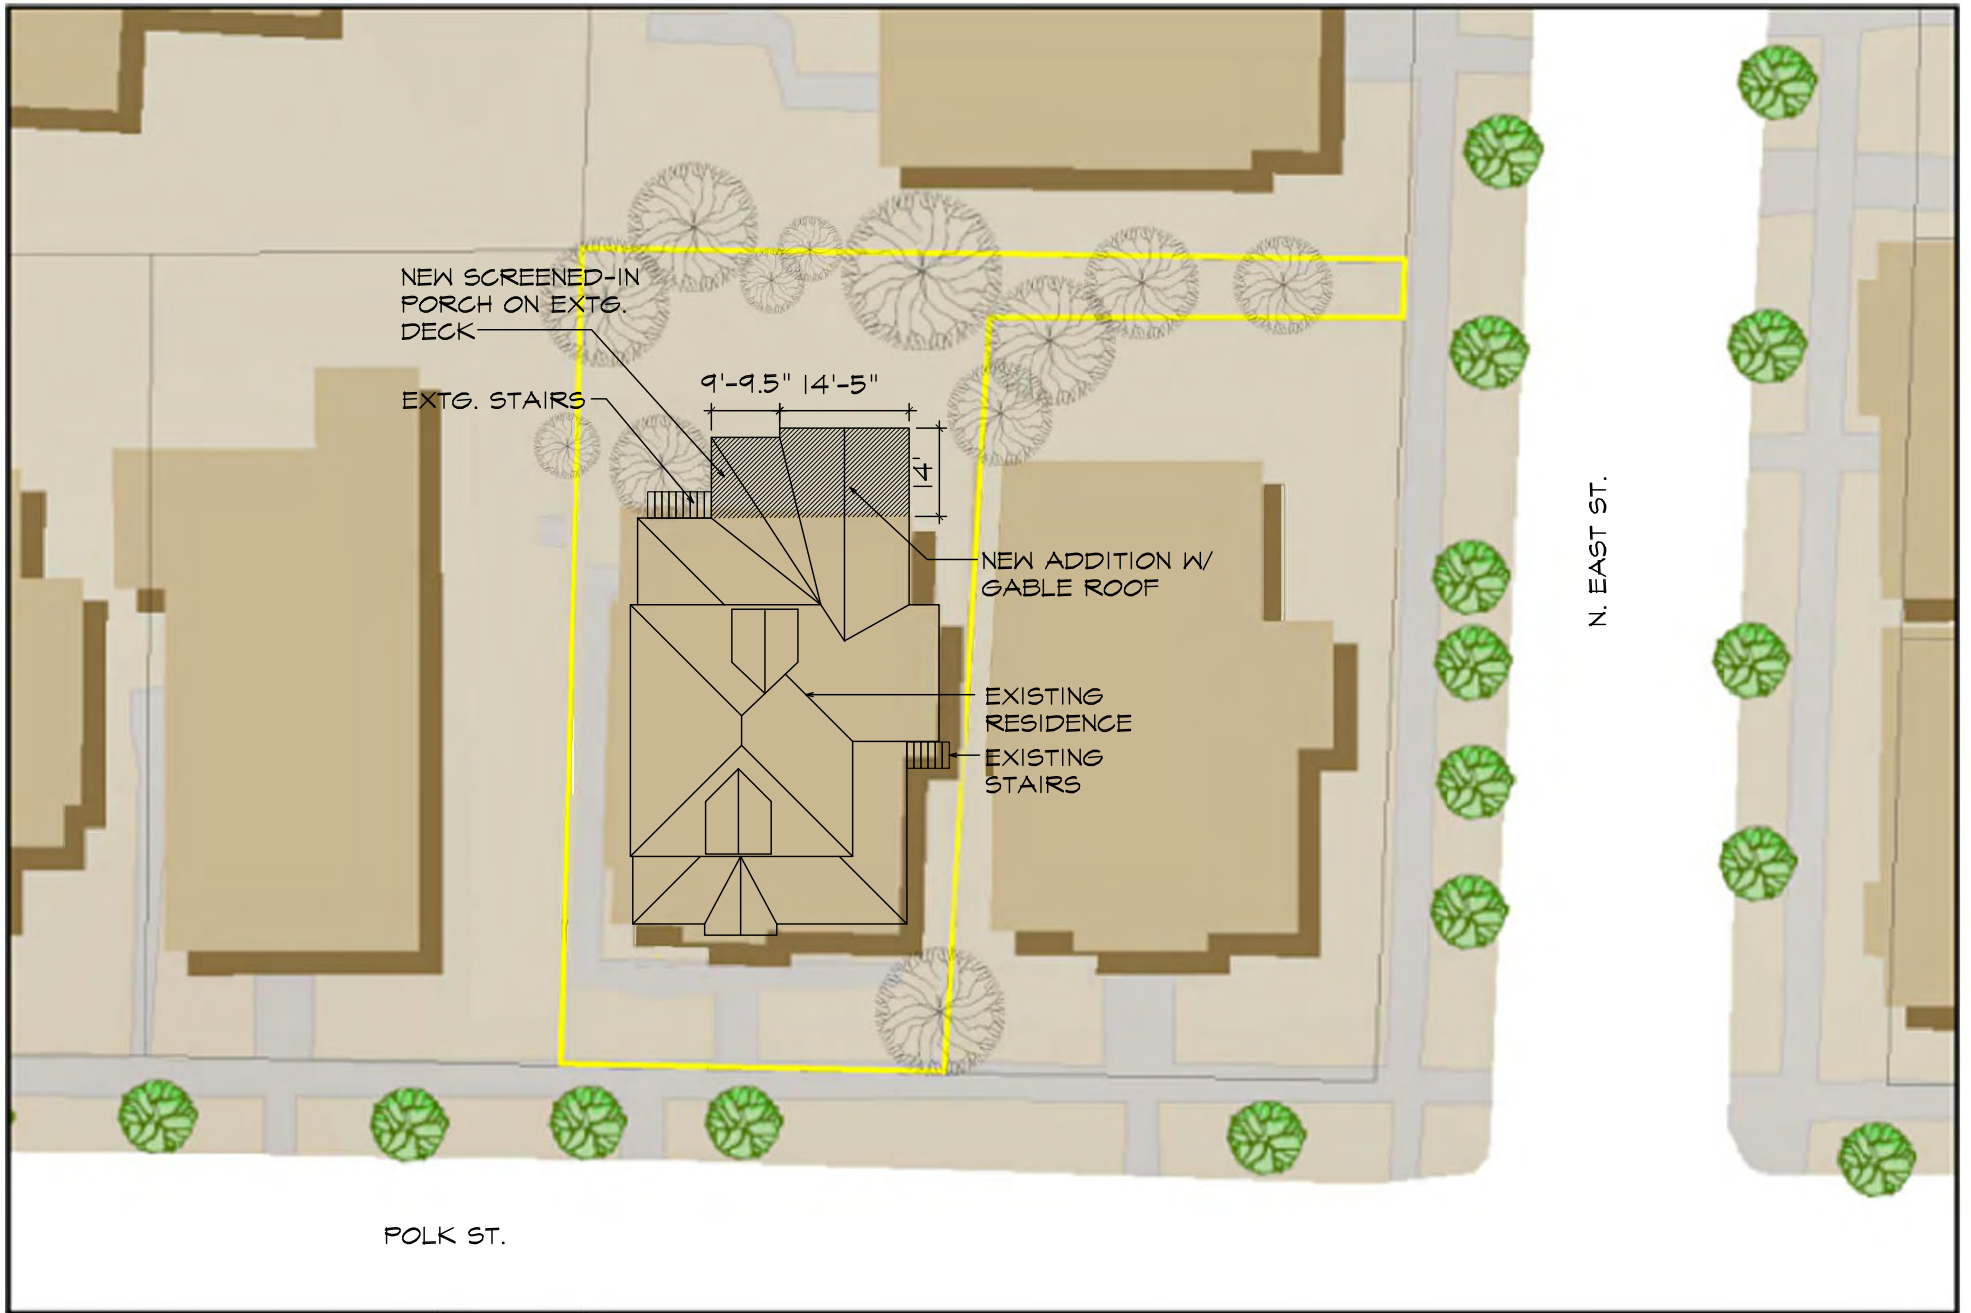 NEW SCREENED-IN
PORCH ON EXTG.
DECK
EXTG. STAIRS
9'-9.5" 14'-5"
14'
NEW ADDITION W/
GABLE ROOF
EXISTING
RESIDENCE
EXISTING
STAIRS
N. EAST ST.
POLK ST.